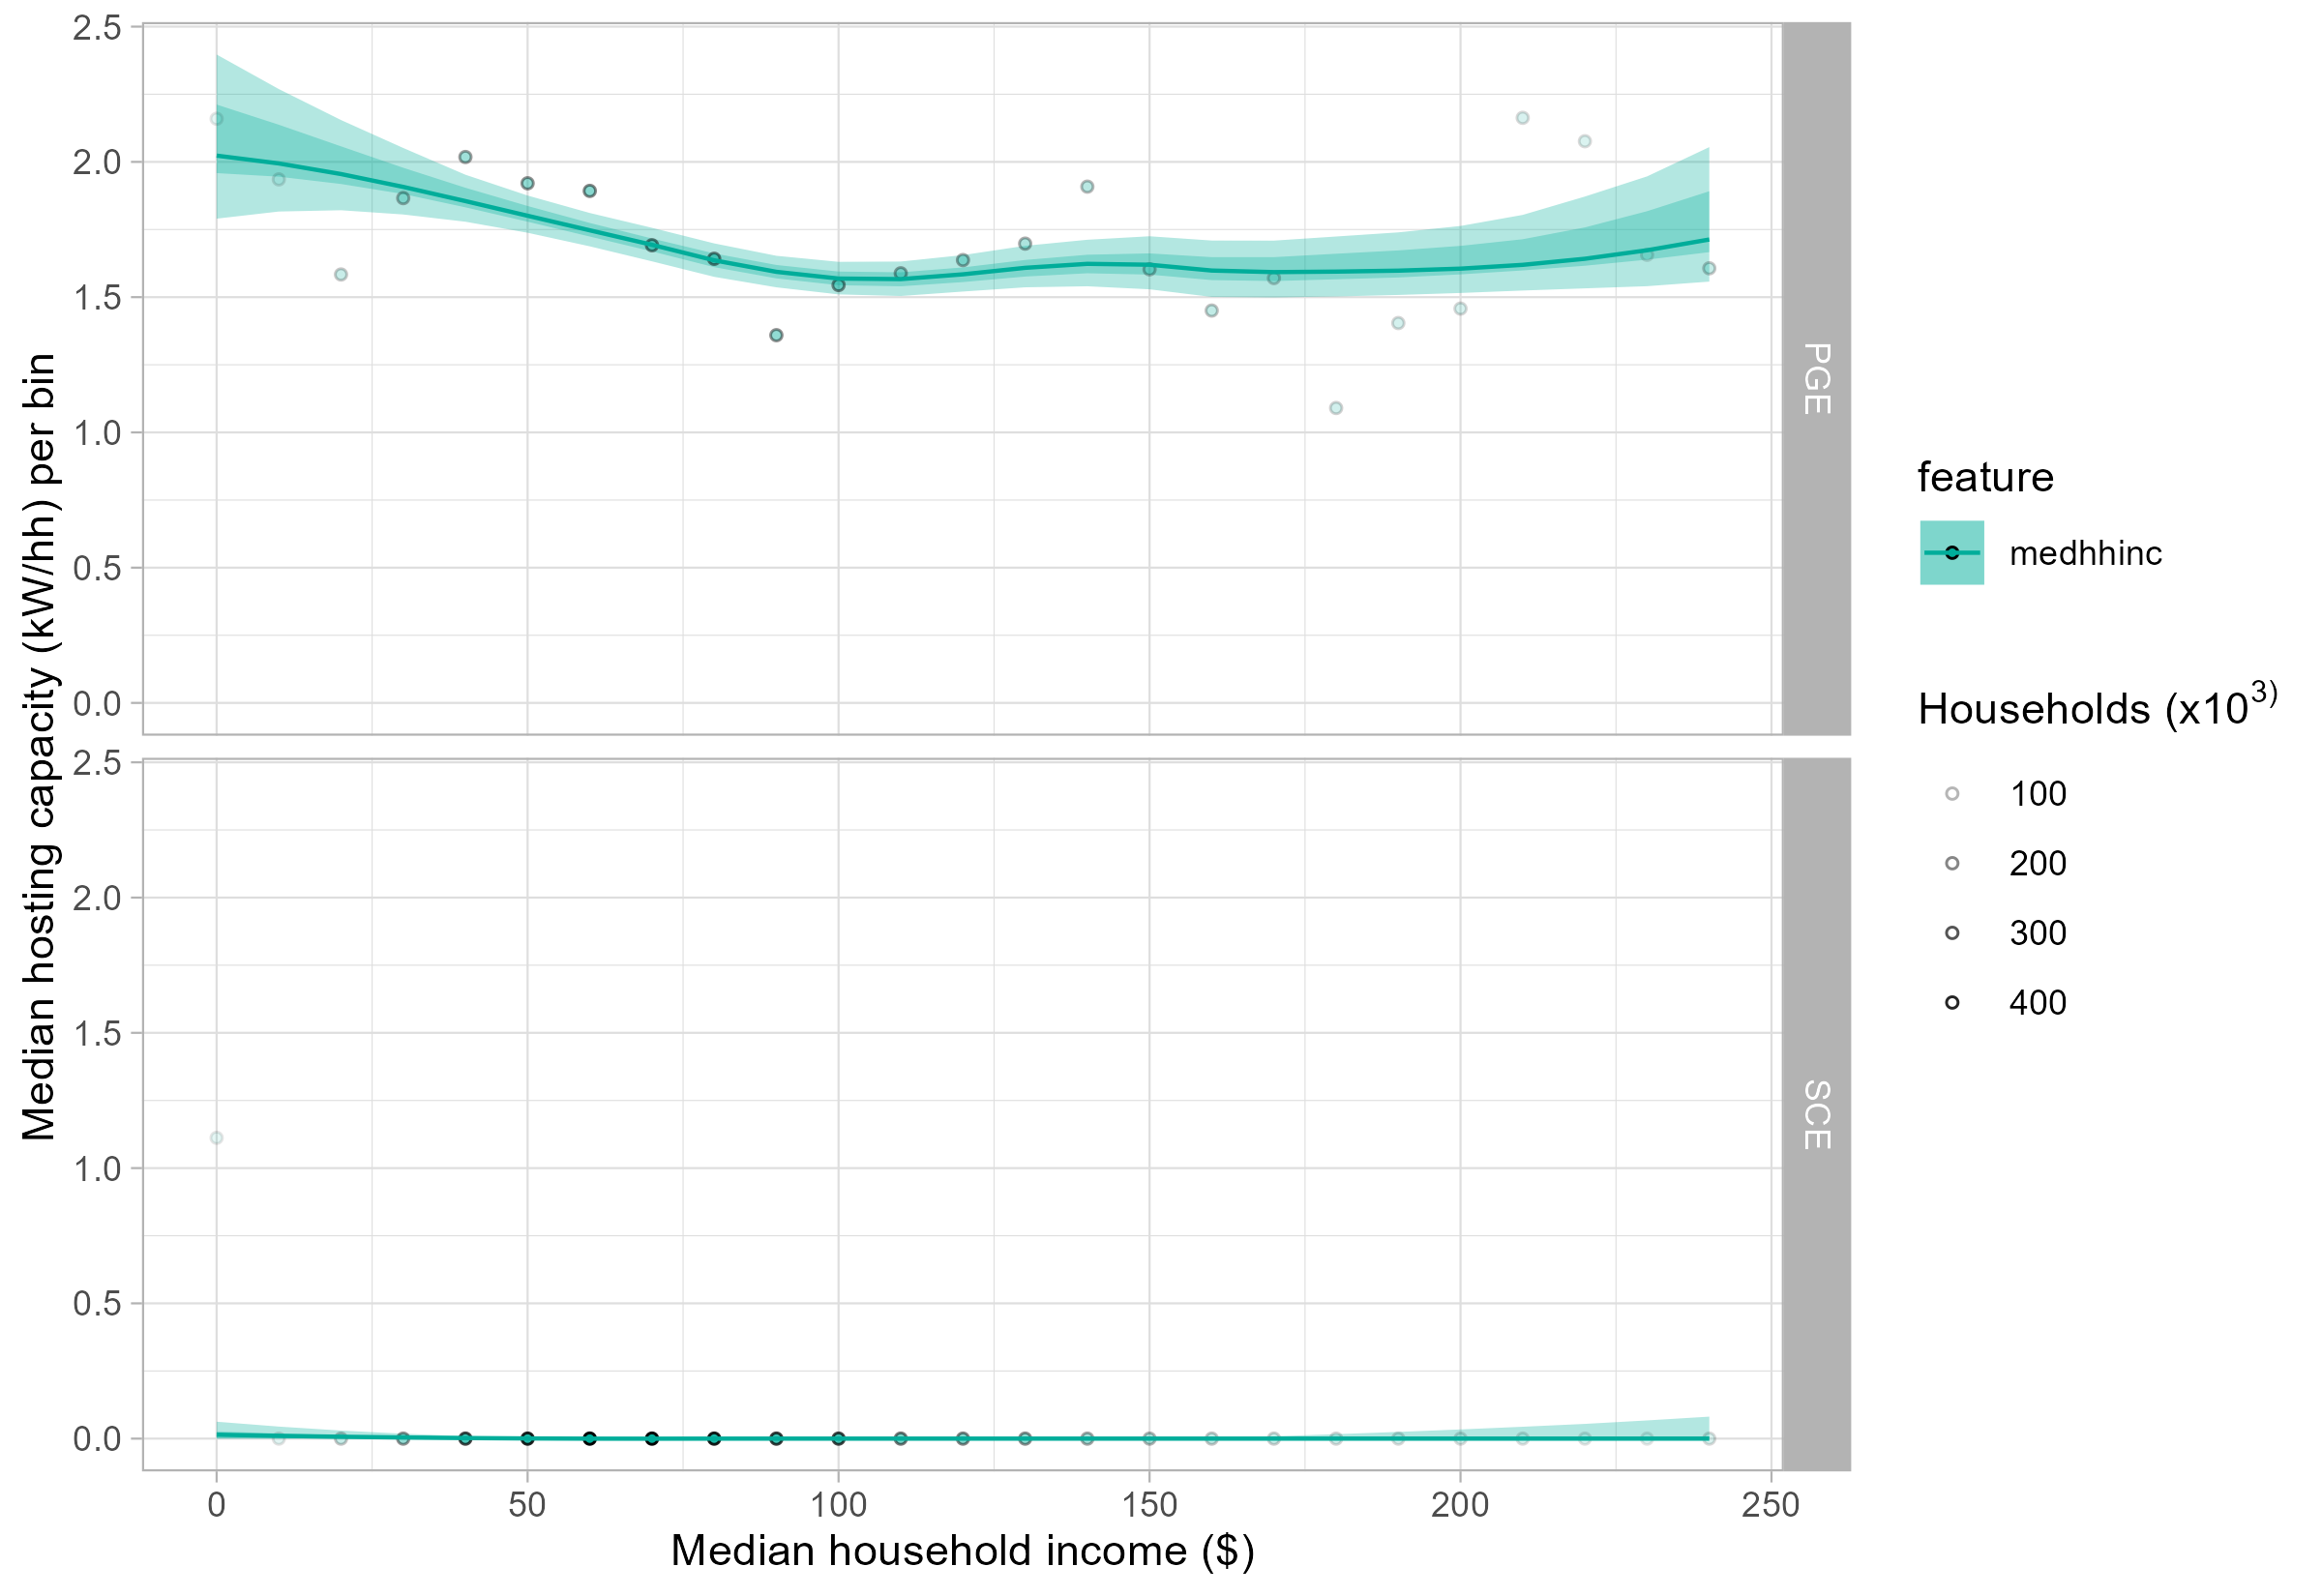 Median hosting capacity (kW/hh) per bin
2.5
2.0
1.5
1.0
0.5
0.0
PGE
2.5
2.0
1.5
1.0
0.5
0.0
SCE
0 50 100 150 200 250
Median household income ($)
feature
medhhinc
Households (x10³⁾
100
200
300
400